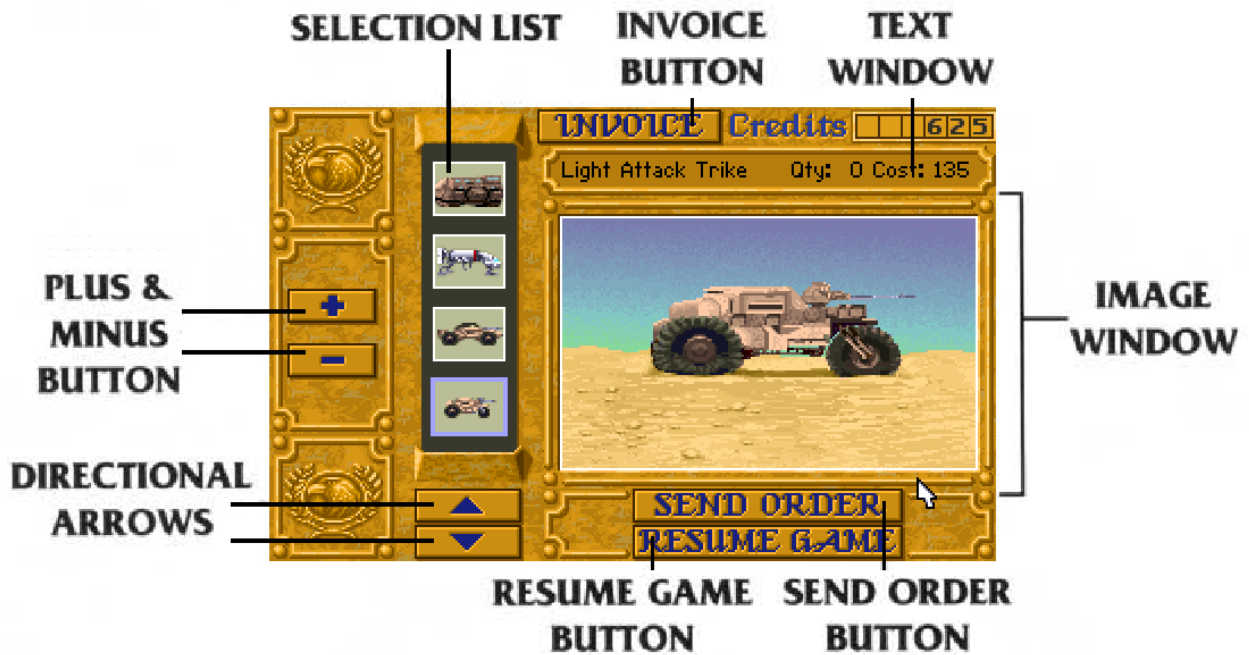 SELECTION LIST
INVOICE
BUTTON
TEXT
WINDOW
INVOICE Credits 625
Light Attack Trike Qty: 0 Cost: 135
PLUS &
MINUS
BUTTON
+
-
IMAGE
WINDOW
DIRECTIONAL
ARROWS
SEND ORDER
RESUME GAME
RESUME GAME
BUTTON
SEND ORDER
BUTTON